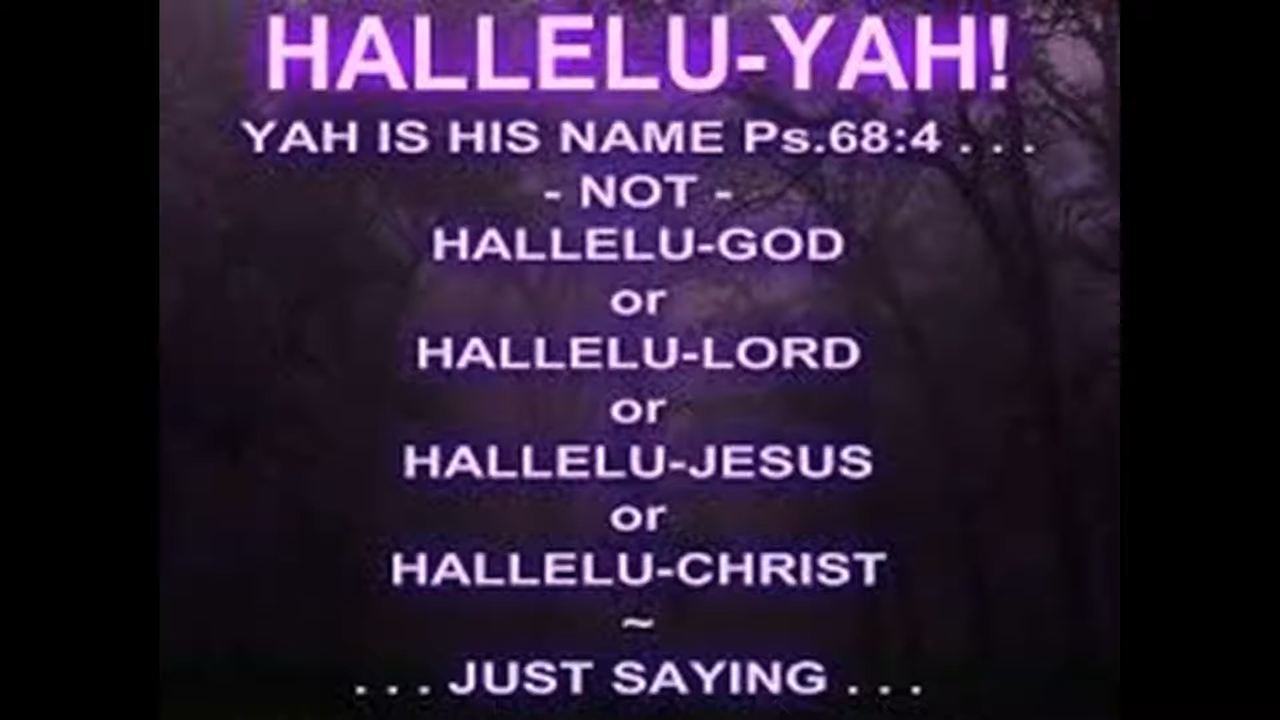 HALLELU-YAH!
YAH IS HIS NAME Ps.68:4 . . .
- NOT -
HALLELU-GOD
or
HALLELU-LORD
or
HALLELU-JESUS
or
HALLELU-CHRIST
~
. . . JUST SAYING . . .